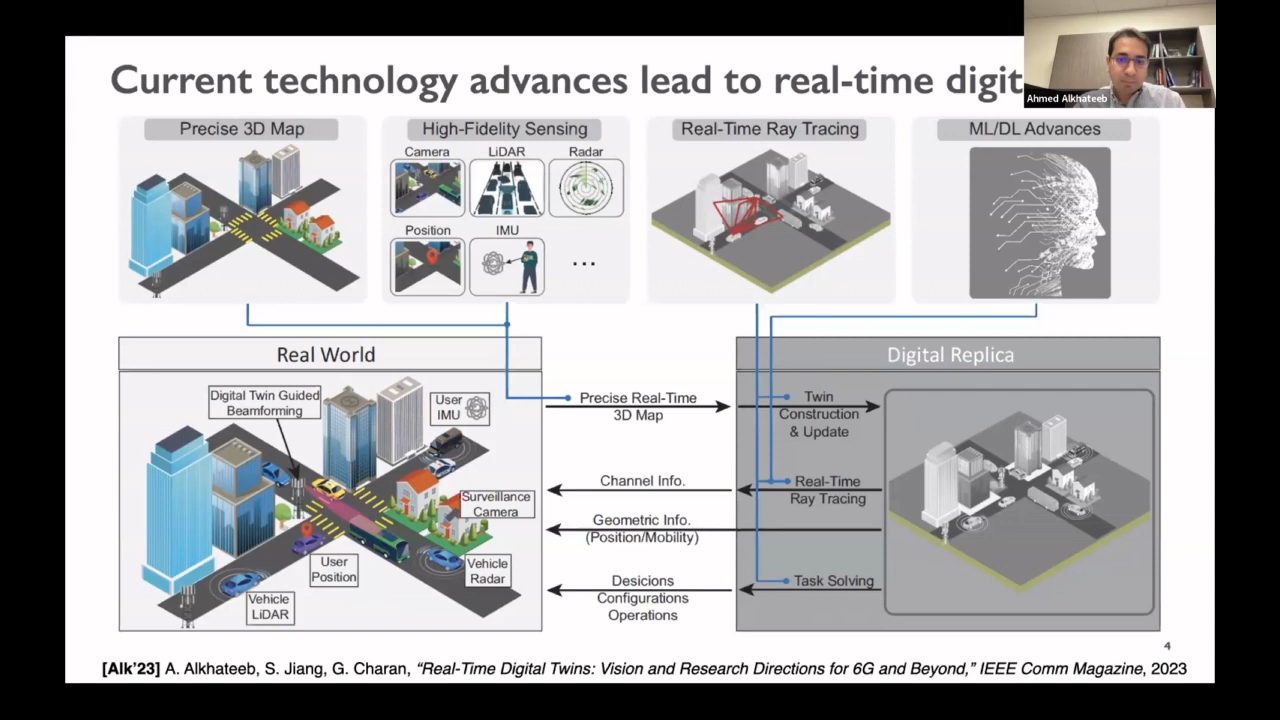 Current technology advances lead to real-time digit
Ahmed Alkhateeb
Precise 3D Map
High-Fidelity Sensing
Real-Time Ray Tracing
ML/DL Advances
Camera
LiDAR
Radar
Position
IMU
...
Real World
Digital Replica
Digital Twin Guided
Beamforming
User
IMU
Surveillance
Camera
User
Position
Vehicle
Radar
Vehicle
LiDAR
Precise Real-Time
3D Map
Channel Info.
Geometric Info.
(Position/Mobility)
Desicions
Configurations
Operations
Twin
Construction
& Update
Real-Time
Ray Tracing
Task Solving
4
[Alk'23] A. Alkhateeb, S. Jiang, G. Charan, "Real-Time Digital Twins: Vision and Research Directions for 6G and Beyond," IEEE Comm Magazine, 2023